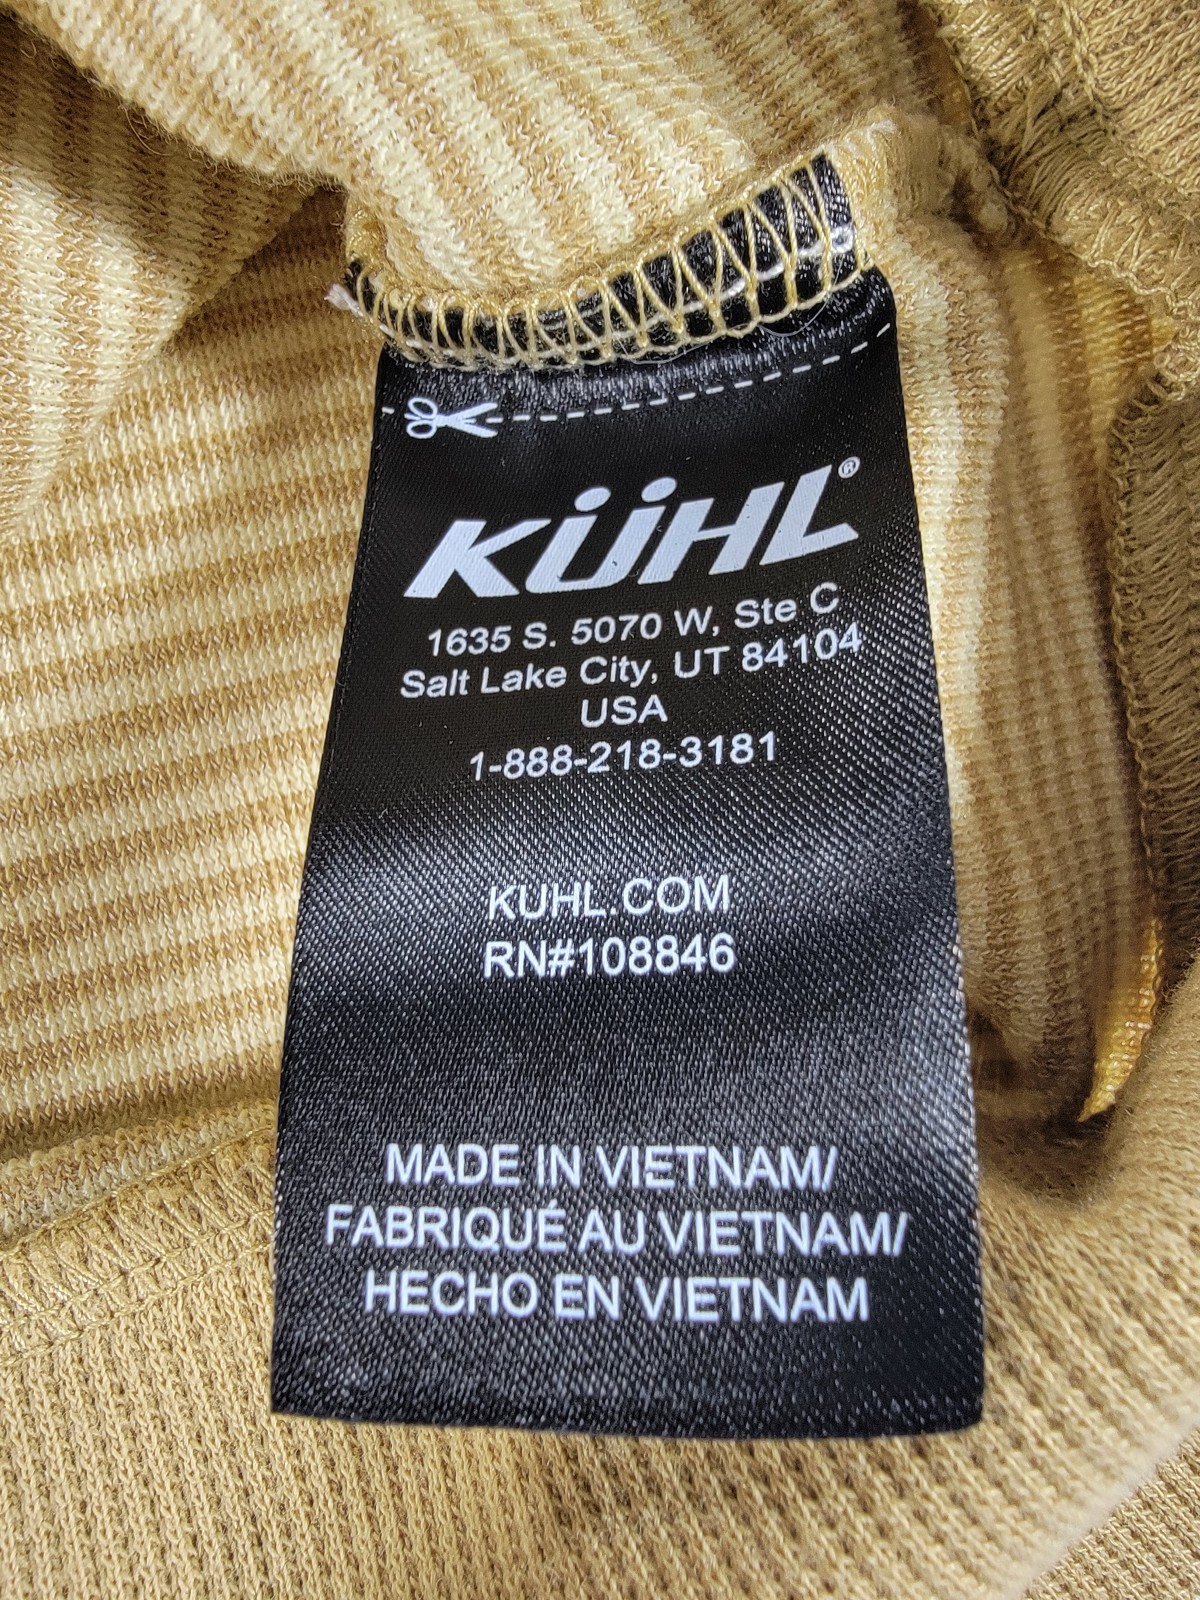 KÜHL®
1635 S. 5070 W, Ste C
Salt Lake City, UT 84104
USA
1-888-218-3181
KUHL.COM
RN#108846
MADE IN VIETNAM/
FABRIQUÉ AU VIETNAM/
HECHO EN VIETNAM